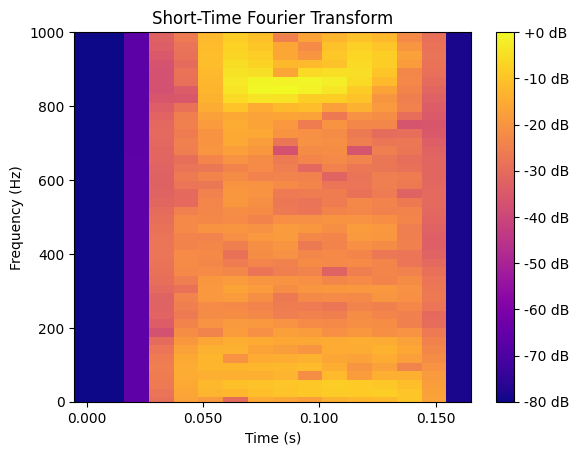 Short-Time Fourier Transform
1000
800
600
400
200
0
Frequency (Hz)
0.000
0.050
0.100
0.150
Time (s)
+0 dB
-10 dB
-20 dB
-30 dB
-40 dB
-50 dB
-60 dB
-70 dB
-80 dB